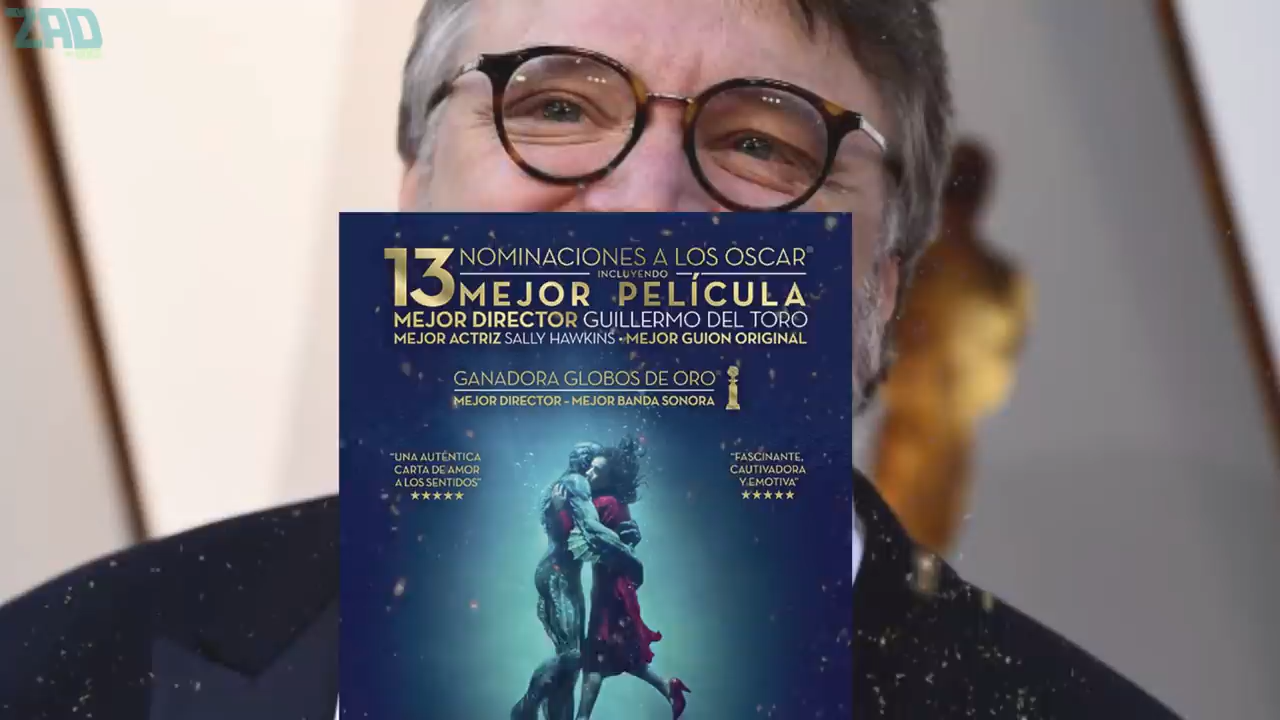 ZAD
13 NOMINACIONES A LOS OSCAR®
INCLUYENDO
MEJOR PELÍCULA
MEJOR DIRECTOR GUILLERMO DEL TORO
MEJOR ACTRIZ SALLY HAWKINS · MEJOR GUION ORIGINAL
GANADORA GLOBOS DE ORO®
MEJOR DIRECTOR - MEJOR BANDA SONORA
"UNA AUTÉNTICA
CARTA DE AMOR
A LOS SENTIDOS"
★★★★★
"FASCINANTE,
CAUTIVADORA
Y EMOTIVA"
★★★★★